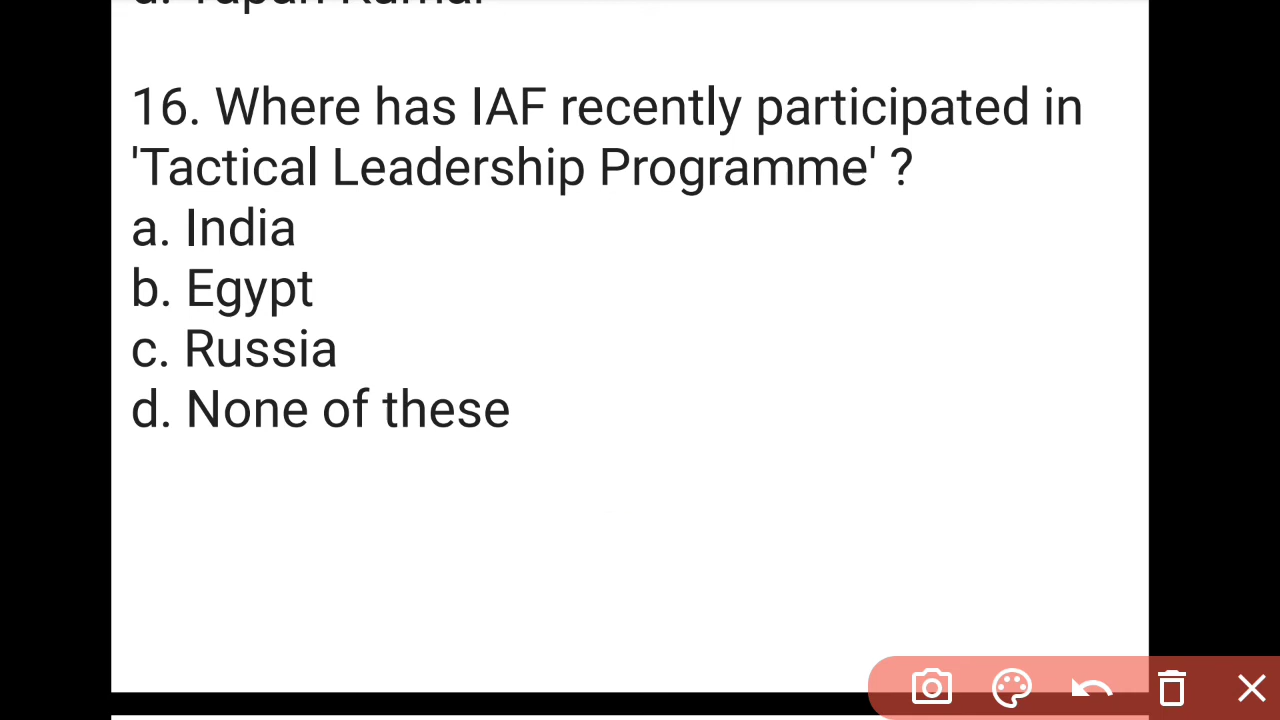 16. Where has IAF recently participated in
'Tactical Leadership Programme' ?
a. India
b. Egypt
c. Russia
d. None of these